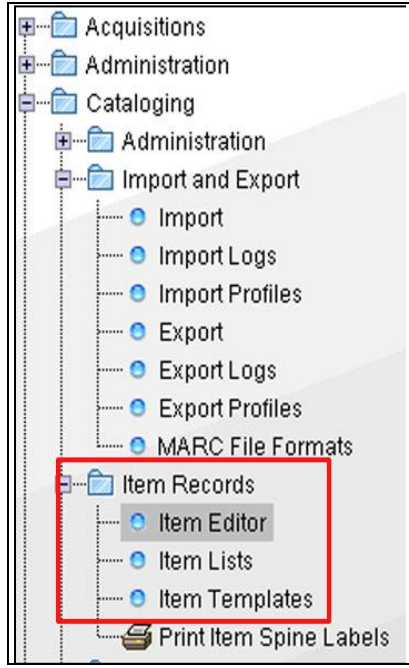 Acquisitions
Administration
Cataloging
Administration
Import and Export
Import
Import Logs
Import Profiles
Export
Export Logs
Export Profiles
MARC File Formats
Item Records
Item Editor
Item Lists
Item Templates
Print Item Spine Labels